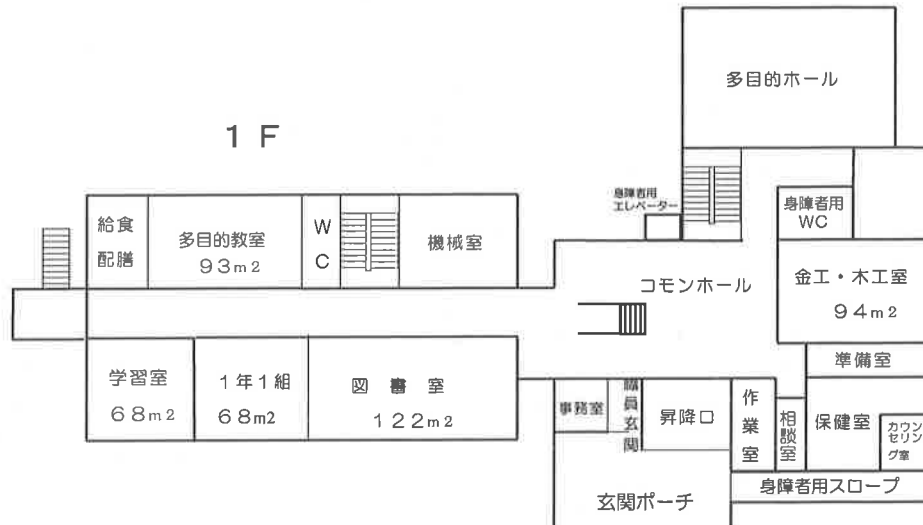 多目的ホール
1F
身障者用
エレベーター
給食
配膳
多目的教室
93m2
W
C
機械室
身障者用
WC
コモンホール
金工・木工室
94m2
準備室
学習室
68m2
1年1組
68m2
図書室
122m2
事務室
職員玄関
昇降口
作業室
相談室
保健室
カウン
セリン
グ室
身障者用スロープ
玄関ポーチ